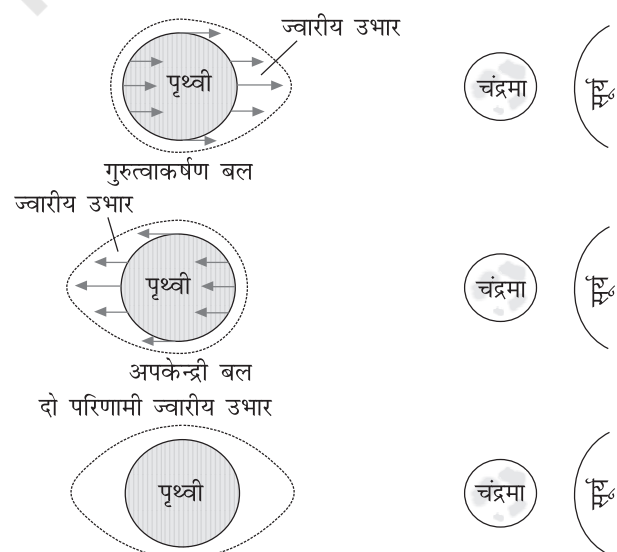 ज्वारीय उभार
पृथ्वी
चंद्रमा
सूर्य
गुरुत्वाकर्षण बल
ज्वारीय उभार
पृथ्वी
चंद्रमा
सूर्य
अपकेन्द्री बल
दो परिणामी ज्वारीय उभार
पृथ्वी
चंद्रमा
सूर्य